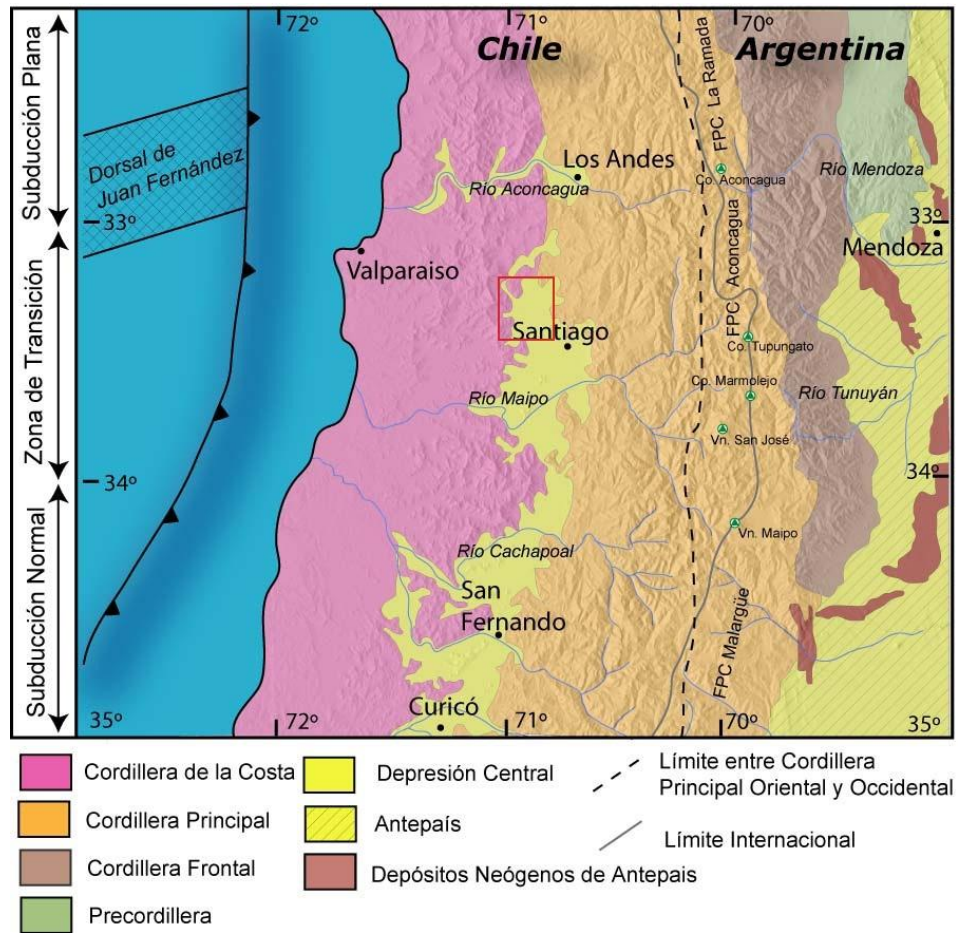 Subducción Plana
Zona de Transición
Subducción Normal
72º
71º
70º
Chile
Argentina
Dorsal de
Juan Fernández
33º
33º
34º
34º
35º
72º
71º
70º
35º
Los Andes
Río Aconcagua
Valparaiso
Santiago
Río Maipo
Río Cachapoal
San
Fernando
Curicó
FPC La Ramada
Co. Aconcagua
FPC Aconcagua
Río Mendoza
Mendoza
Co. Tupungato
Co. Marmolejo
Río Tunuyán
Vn. San José
Vn. Maipo
FPC Malargüe
Cordillera de la Costa
Cordillera Principal
Cordillera Frontal
Precordillera
Depresión Central
Antepaís
Depósitos Neógenos de Antepais
Límite entre Cordillera
Principal Oriental y Occidental
Límite Internacional